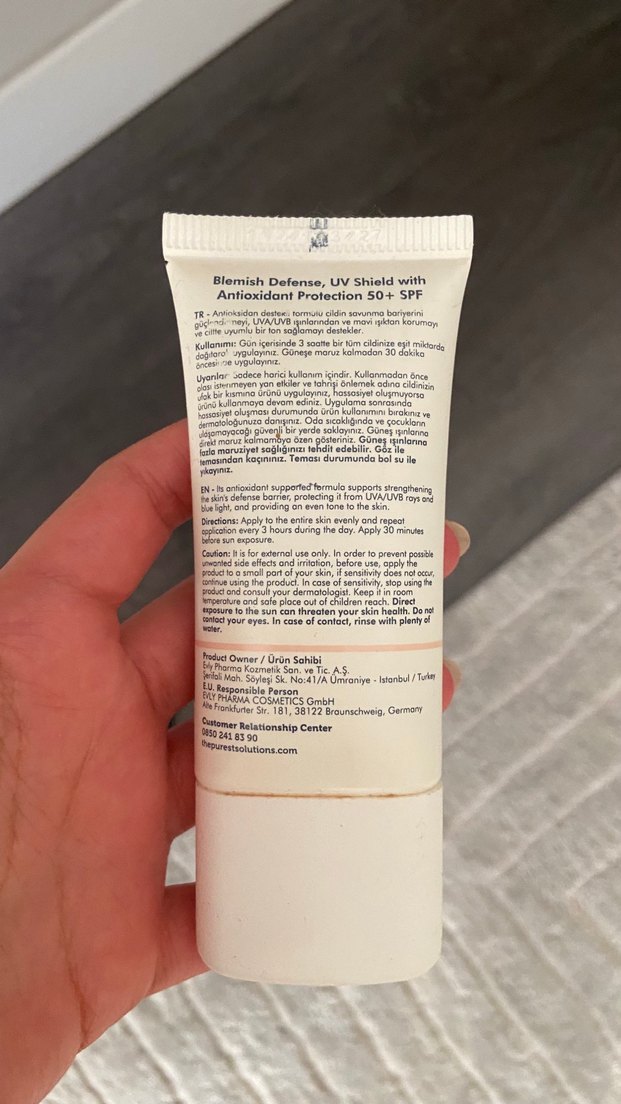 Blemish Defense, UV Shield with
Antioxidant Protection 50+ SPF
TR - Antioksidan destekli formülü cildin savunma bariyerini
güçlendirmeyi, UVA/UVB ışınlarından ve mavi ışıktan korumayı
ve ciltte uyumlu bir ton sağlamayı destekler.
Kullanımı: Gün içerisinde 3 saatte bir tüm cildinize eşit miktarda
dağıtarak uygulayınız. Güneşe maruz kalmadan 30 dakika
öncesinde uygulayınız.
Uyarılar: Sadece harici kullanım içindir. Kullanmadan önce
olası istenmeyen yan etkiler ve tahrişi önlemek adına cildinizin
ufak bir kısmına ürünü uygulayınız, hassasiyet oluşmuyorsa
ürünü kullanmaya devam ediniz. Uygulama sonrasında
hassasiyet oluşması durumunda ürün kullanımını bırakınız ve
dermatoloğunuza danışınız. Oda sıcaklığında ve çocukların
ulaşamayacağı güvenli bir yerde saklayınız. Güneş ışınlarına
direkt maruz kalmamaya özen gösteriniz. Güneş ışınlarına
fazla maruziyet sağlığınızı tehdit edebilir. Göz ile
temasından kaçınınız. Teması durumunda bol su ile
yıkayınız.
EN - Its antioxidant supported formula supports strengthening
the skin's defense barrier, protecting it from UVA/UVB rays and
blue light, and providing an even tone to the skin.
Directions: Apply to the entire skin evenly and repeat
application every 3 hours during the day. Apply 30 minutes
before sun exposure.
Caution: It is for external use only. In order to prevent possible
unwanted side effects and irritation, before use, apply the
product to a small part of your skin, if sensitivity does not occur,
continue using the product. In case of sensitivity, stop using the
product and consult your dermatologist. Keep it in room
temperature and safe place out of children reach. Direct
exposure to the sun can threaten your skin health. Do not
contact your eyes. In case of contact, rinse with plenty of
water.
Product Owner / Ürün Sahibi
Evly Pharma Kozmetik San. ve Tic. A.Ş.
Şerifali Mah. Söyleşi Sk. No:41/A Ümraniye - Istanbul / Turkey
E.U. Responsible Person
EVLY PHARMA COSMETICS GmbH
Alte Frankfurter Str. 181, 38122 Braunschweig, Germany
Customer Relationship Center
0850 241 83 90
thepurestsolutions.com